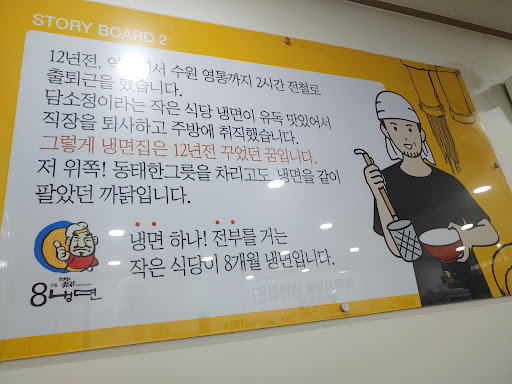 STORY BOARD 2
12년전, 수원 영통까지 2시간 전철로
출퇴근을 했습니다.
담소정이라는 작은 식당 냉면이 유독 맛있어서
직장을 퇴사하고 주방에 취직했습니다.
그렇게 냉면집은 12년전 꾸었던 꿈입니다.
저 위쪽! 동태한그릇을 차리고도, 냉면을 같이
팔았던 까닭입니다.
냉면 하나! 전부를 거는
작은 식당이 8개월 냉면입니다.
8 냉면